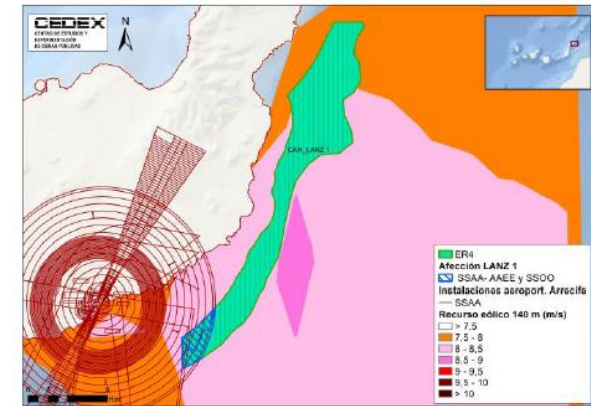 CEDEX
CENTRO DE ESTUDIOS Y
EXPERIMENTACIÓN
DE OBRAS PÚBLICAS
N
CAN_LANZ 1
ER4
Afección LANZ 1
SSAA- AAEE y SSOO
Instalaciones aeroport. Arrecife
SSAA
Recurso eólico 140 m (m/s)
> 7,5
7,5 - 8
8 - 8,5
8,5 - 9
9 - 9,5
9,5 - 10
> 10